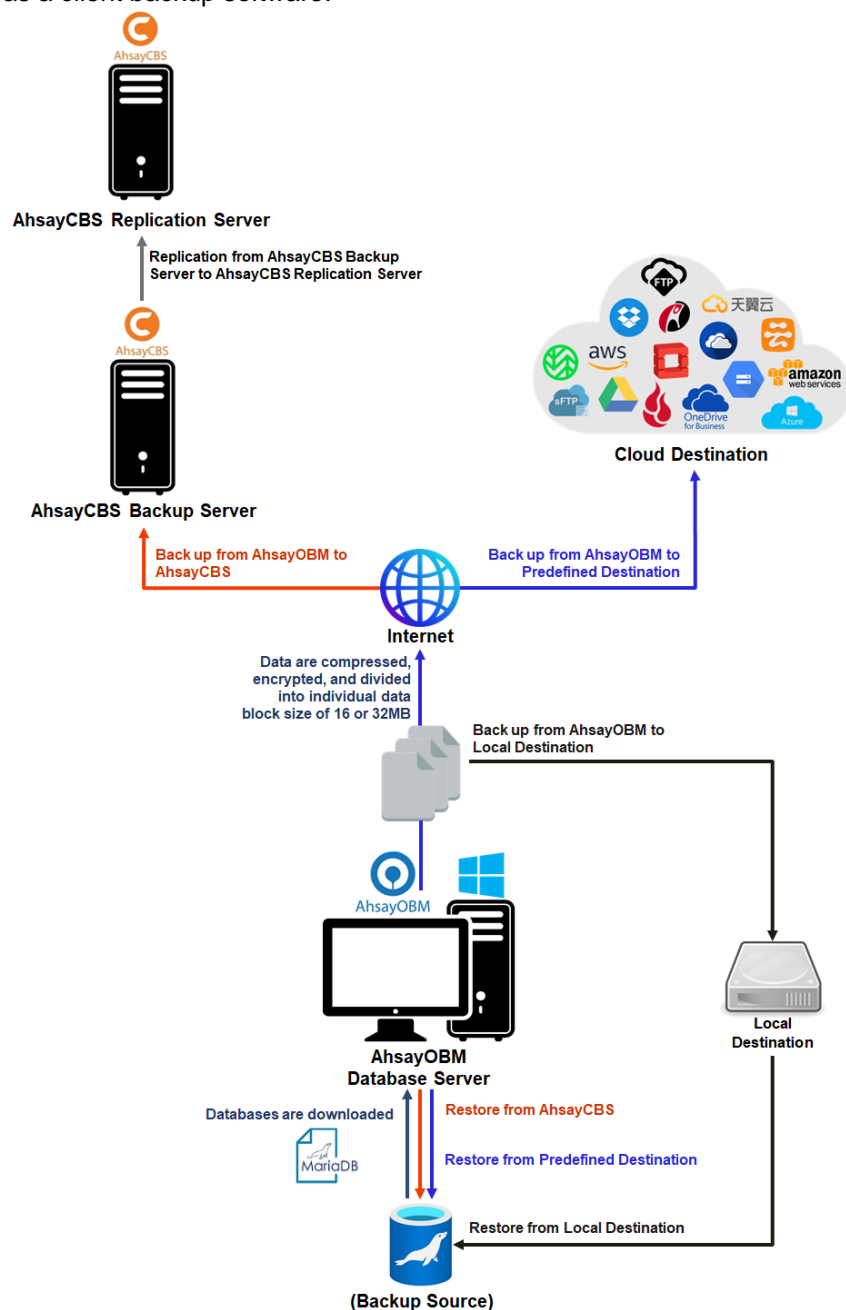 as a client backup software.
AhsayCBS
AhsayCBS Replication Server
Replication from AhsayCBS Backup
Server to AhsayCBS Replication Server
AhsayCBS
AhsayCBS Backup Server
FTP
天翼云
aws
amazon
web services
sFTP
OneDrive
for Business
Azure
Cloud Destination
Back up from AhsayOBM to
AhsayCBS
Back up from AhsayOBM to
Predefined Destination
Internet
Data are compressed,
encrypted, and divided
into individual data
block size of 16 or 32MB
Back up from AhsayOBM to
Local Destination
AhsayOBM
AhsayOBM
Database Server
Local
Destination
Databases are downloaded
MariaDB
Restore from AhsayCBS
Restore from Predefined Destination
Restore from Local Destination
(Backup Source)